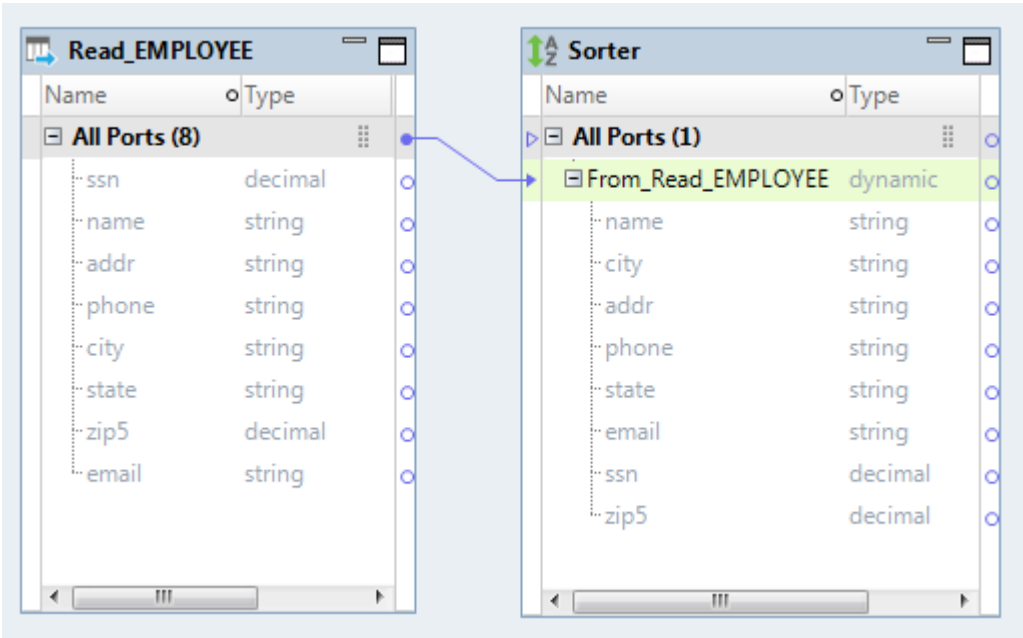 Read_EMPLOYEE
Name Type
All Ports (8)
ssn decimal
name string
addr string
phone string
city string
state string
zip5 decimal
email string
A
Z Sorter
Name Type
All Ports (1)
From_Read_EMPLOYEE dynamic
name string
city string
addr string
phone string
state string
email string
ssn decimal
zip5 decimal